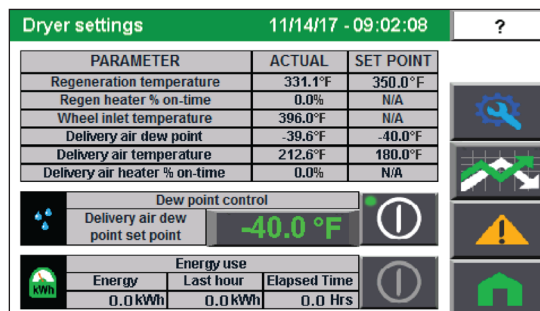 Dryer settings 11/14/17 - 09:02:08 ?
PARAMETER ACTUAL SET POINT
Regeneration temperature 331.1°F 350.0°F
Regen heater % on-time 0.0% N/A
Wheel inlet temperature 396.0°F N/A
Delivery air dew point -39.6°F -40.0°F
Delivery air temperature 212.6°F 180.0°F
Delivery air heater % on-time 0.0% N/A
Dew point control
Delivery air dew
point set point
-40.0 °F
Energy use
Energy Last hour Elapsed Time
kWh
0.0 kWh 0.0 kWh 0.0 Hrs